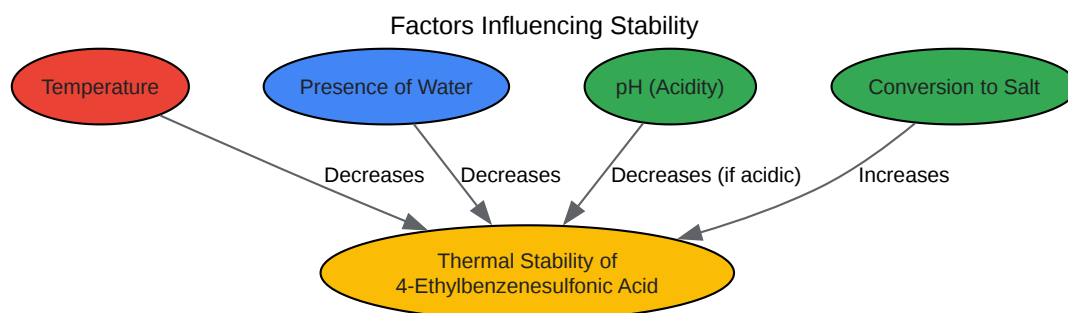 Factors Influencing Stability
Temperature
Presence of Water
pH (Acidity)
Conversion to Salt
Decreases
Decreases
Decreases (if acidic)
Increases
Thermal Stability of
4-Ethylbenzenesulfonic Acid